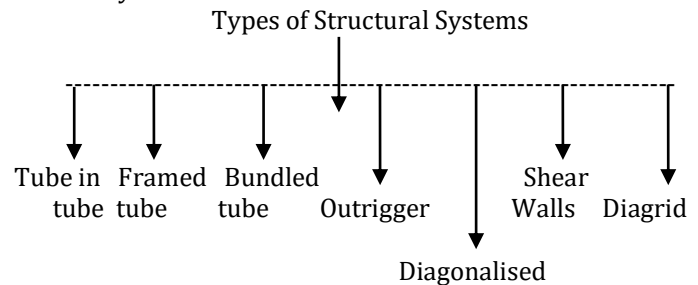 Types of Structural Systems
Tube in Framed Bundled Shear
tube tube tube Outrigger Walls Diagrid
Diagonalised